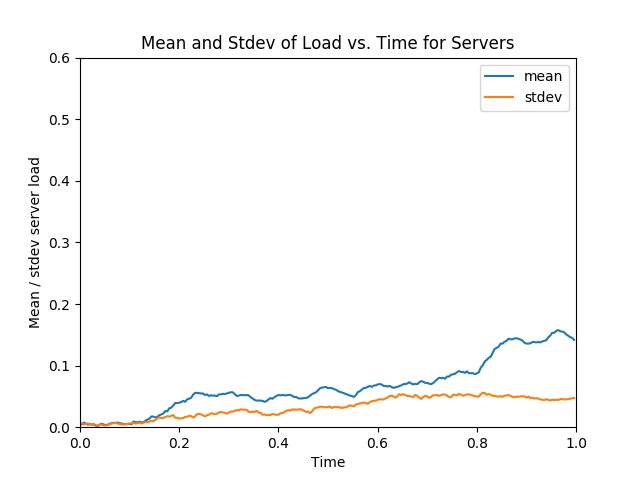 Mean and Stdev of Load vs. Time for Servers
mean
stdev
Mean / stdev server load
0.6
0.5
0.4
0.3
0.2
0.1
0.0
0.0 0.2 0.4 0.6 0.8 1.0
Time